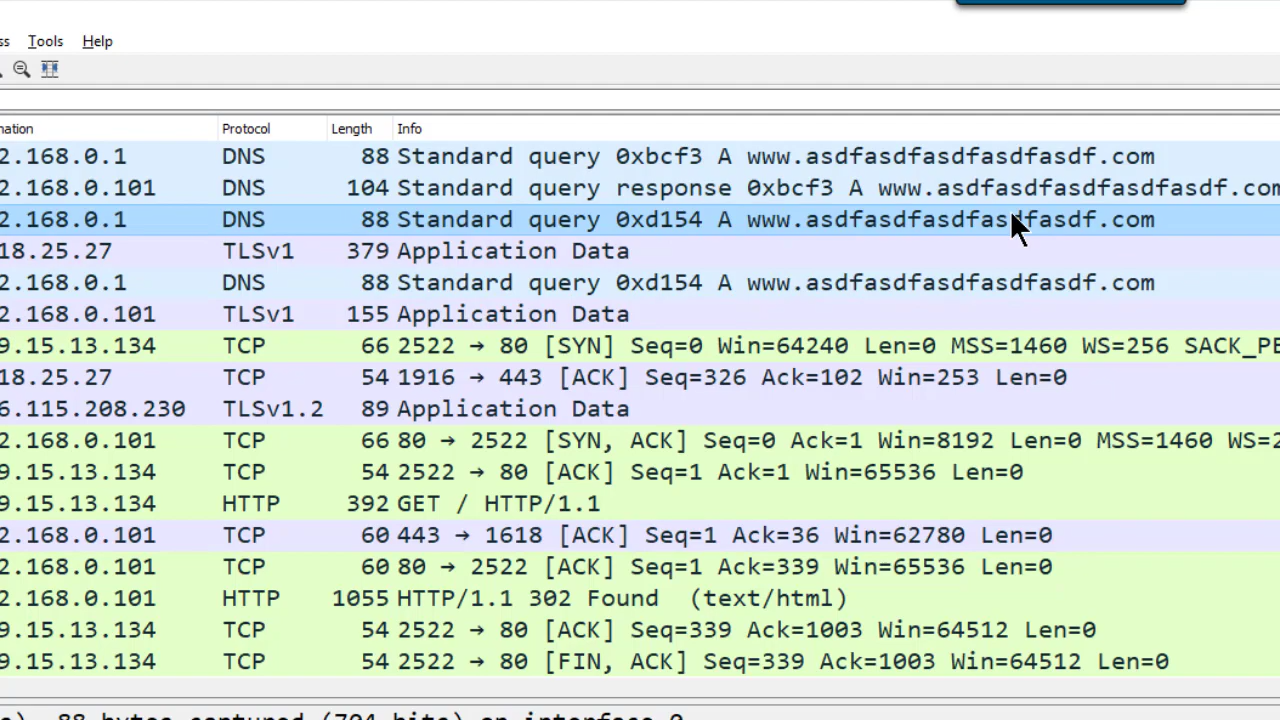 ss Tools Help
nation Protocol Length Info
2.168.0.1 DNS 88 Standard query 0xbcf3 A www.asdfasdfasdfasdfasdf.com
2.168.0.101 DNS 104 Standard query response 0xbcf3 A www.asdfasdfasdfasdfasdf.com
2.168.0.1 DNS 88 Standard query 0xd154 A www.asdfasdfasdfasdfasdf.com
18.25.27 TLSv1 379 Application Data
2.168.0.1 DNS 88 Standard query 0xd154 A www.asdfasdfasdfasdfasdf.com
2.168.0.101 TLSv1 155 Application Data
9.15.13.134 TCP 66 2522 → 80 [SYN] Seq=0 Win=64240 Len=0 MSS=1460 WS=256 SACK_PE
18.25.27 TCP 54 1916 → 443 [ACK] Seq=326 Ack=102 Win=253 Len=0
6.115.208.230 TLSv1.2 89 Application Data
2.168.0.101 TCP 66 80 → 2522 [SYN, ACK] Seq=0 Ack=1 Win=8192 Len=0 MSS=1460 WS=2
9.15.13.134 TCP 54 2522 → 80 [ACK] Seq=1 Ack=1 Win=65536 Len=0
9.15.13.134 HTTP 392 GET / HTTP/1.1
2.168.0.101 TCP 60 443 → 1618 [ACK] Seq=1 Ack=36 Win=62780 Len=0
2.168.0.101 TCP 60 80 → 2522 [ACK] Seq=1 Ack=339 Win=65536 Len=0
2.168.0.101 HTTP 1055 HTTP/1.1 302 Found (text/html)
9.15.13.134 TCP 54 2522 → 80 [ACK] Seq=339 Ack=1003 Win=64512 Len=0
9.15.13.134 TCP 54 2522 → 80 [FIN, ACK] Seq=339 Ack=1003 Win=64512 Len=0
s), 88 bytes captured (704 bits) on interface 0